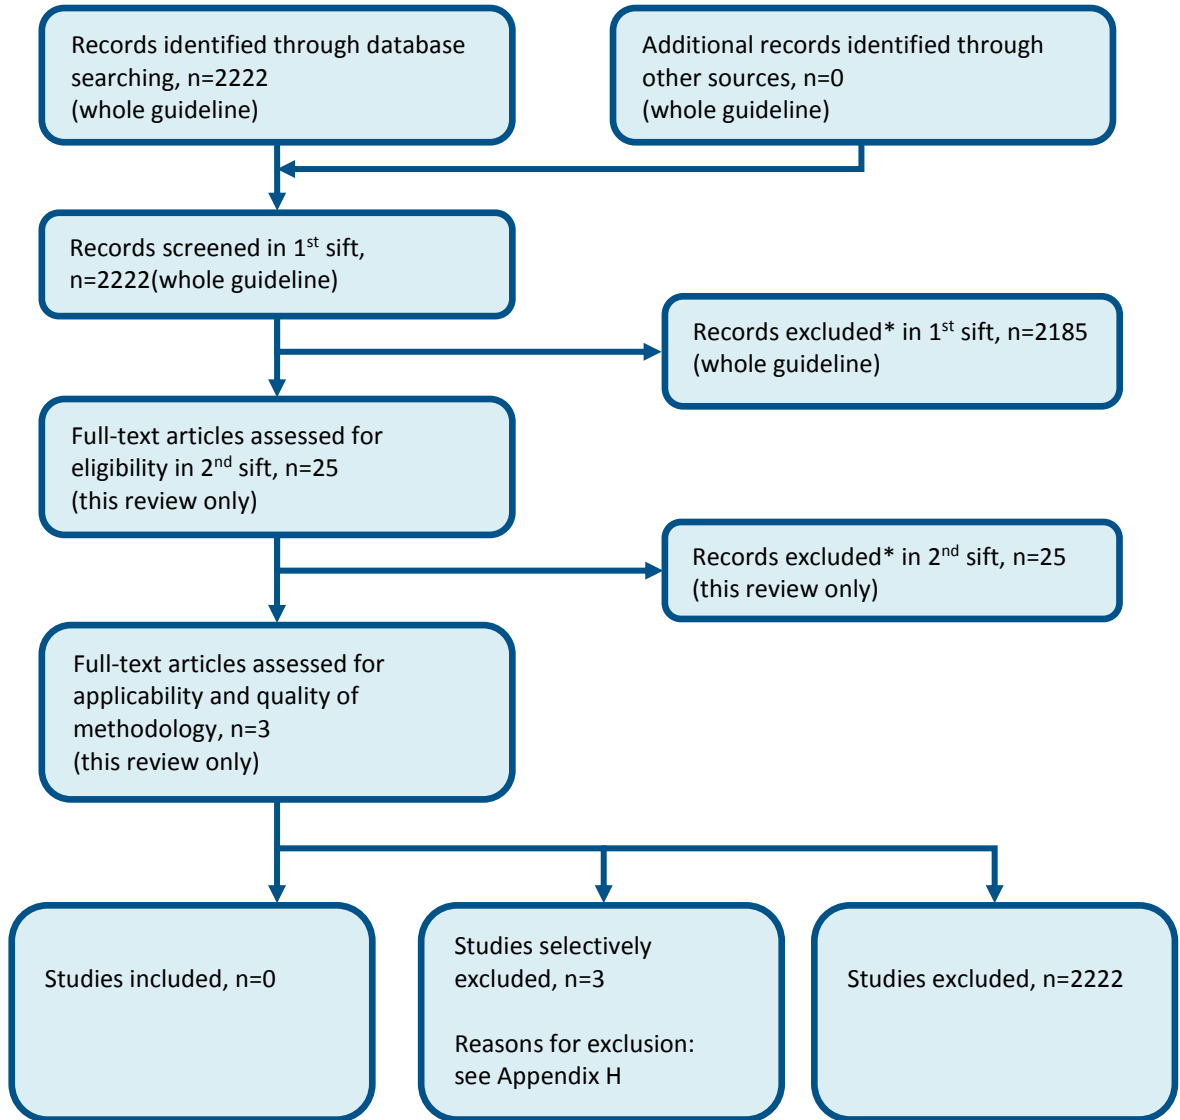 Records identified through database
searching, n=2222
(whole guideline)
Additional records identified through
other sources, n=0
(whole guideline)
Records screened in 1st sift,
n=2222(whole guideline)
Records excluded* in 1st sift, n=2185
(whole guideline)
Full-text articles assessed for
eligibility in 2nd sift, n=25
(this review only)
Records excluded* in 2nd sift, n=25
(this review only)
Full-text articles assessed for
applicability and quality of
methodology, n=3
(this review only)
Studies included, n=0
Studies selectively
excluded, n=3
Reasons for exclusion:
see Appendix H
Studies excluded, n=2222